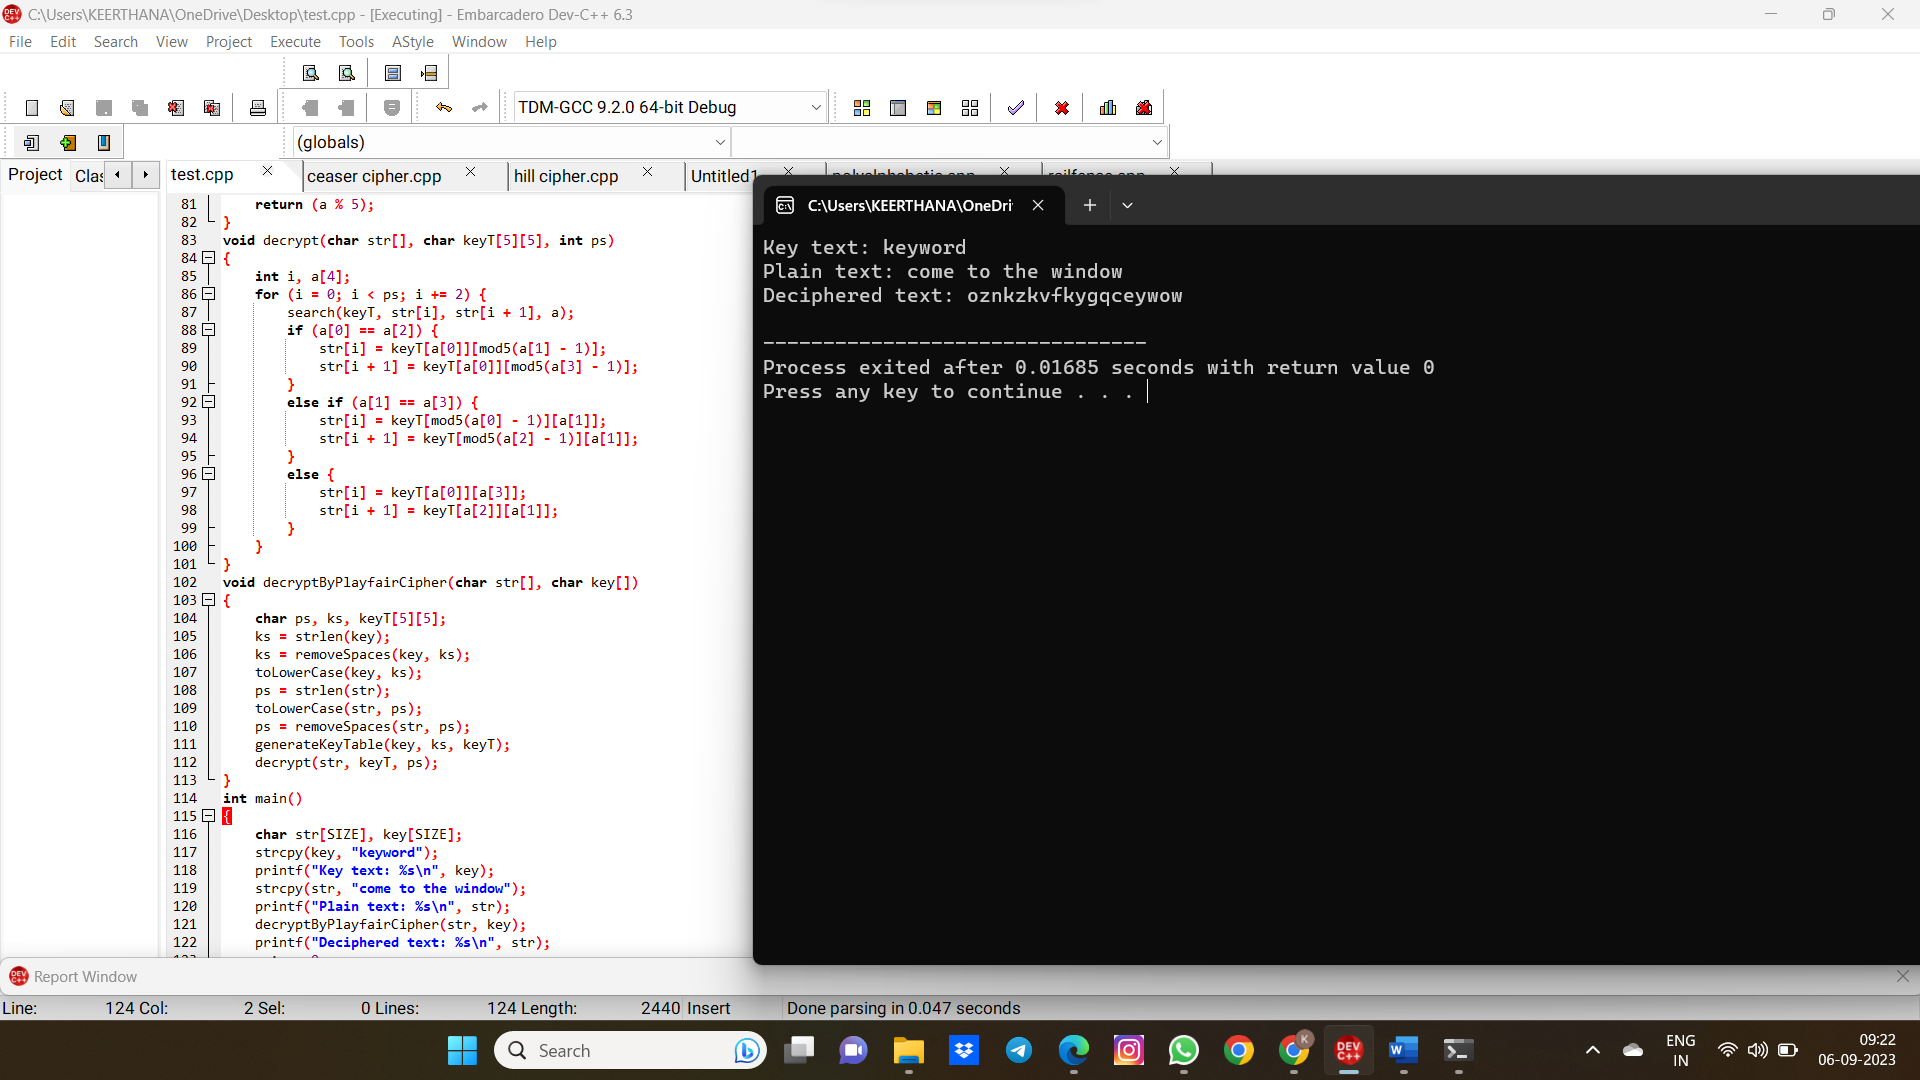 C:\Users\KEERTHANA\OneDrive\Desktop\test.cpp - [Executing] - Embarcadero Dev-C++ 6.3
File Edit Search View Project Execute Tools AStyle Window Help
TDM-GCC 9.2.0 64-bit Debug
(globals)
Project Clas
test.cpp ceaser cipher.cpp hill cipher.cpp Untitled1
81 return (a % 5);
82 }
83 void decrypt(char str[], char keyT[5][5], int ps)
84 {
85 int i, a[4];
86 for (i = 0; i < ps; i += 2) {
87 search(keyT, str[i], str[i + 1], a);
88 if (a[0] == a[2]) {
89 str[i] = keyT[a[0]][mod5(a[1] - 1)];
90 str[i + 1] = keyT[a[0]][mod5(a[3] - 1)];
91 }
92 else if (a[1] == a[3]) {
93 str[i] = keyT[mod5(a[0] - 1)][a[1]];
94 str[i + 1] = keyT[mod5(a[2] - 1)][a[1]];
95 }
96 else {
97 str[i] = keyT[a[0]][a[3]];
98 str[i + 1] = keyT[a[2]][a[1]];
99 }
100 }
101 }
102 void decryptByPlayfairCipher(char str[], char key[])
103 {
104 char ps, ks, keyT[5][5];
105 ks = strlen(key);
106 ks = removeSpaces(key, ks);
107 toLowerCase(key, ks);
108 ps = strlen(str);
109 toLowerCase(str, ps);
110 ps = removeSpaces(str, ps);
111 generateKeyTable(key, ks, keyT);
112 decrypt(str, keyT, ps);
113 }
114 int main()
115 {
116 char str[SIZE], key[SIZE];
117 strcpy(key, "keyword");
118 printf("Key text: %s\n", key);
119 strcpy(str, "come to the window");
120 printf("Plain text: %s\n", str);
121 decryptByPlayfairCipher(str, key);
122 printf("Deciphered text: %s\n", str);
C:\Users\KEERTHANA\OneDri
Key text: keyword
Plain text: come to the window
Deciphered text: oznkzkvfkygqceywow
--------------------------------
Process exited after 0.01685 seconds with return value 0
Press any key to continue . . .
Report Window
Line: 124 Col: 2 Sel: 0 Lines: 124 Length: 2440 Insert Done parsing in 0.047 seconds
Search
ENG
IN
09:22
06-09-2023